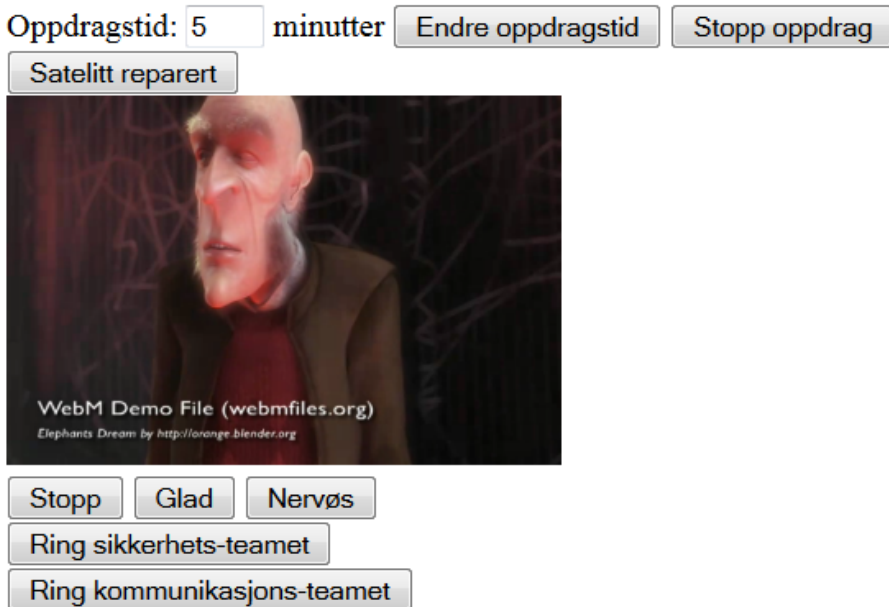 Oppdragstid: 5 minutter Endre oppdragstid Stopp oppdrag
Satelitt reparert
WebM Demo File (webmfiles.org)
Elephants Dream by http://orange.blender.org
Stopp Glad Nervøs
Ring sikkerhets-teamet
Ring kommunikasjons-teamet